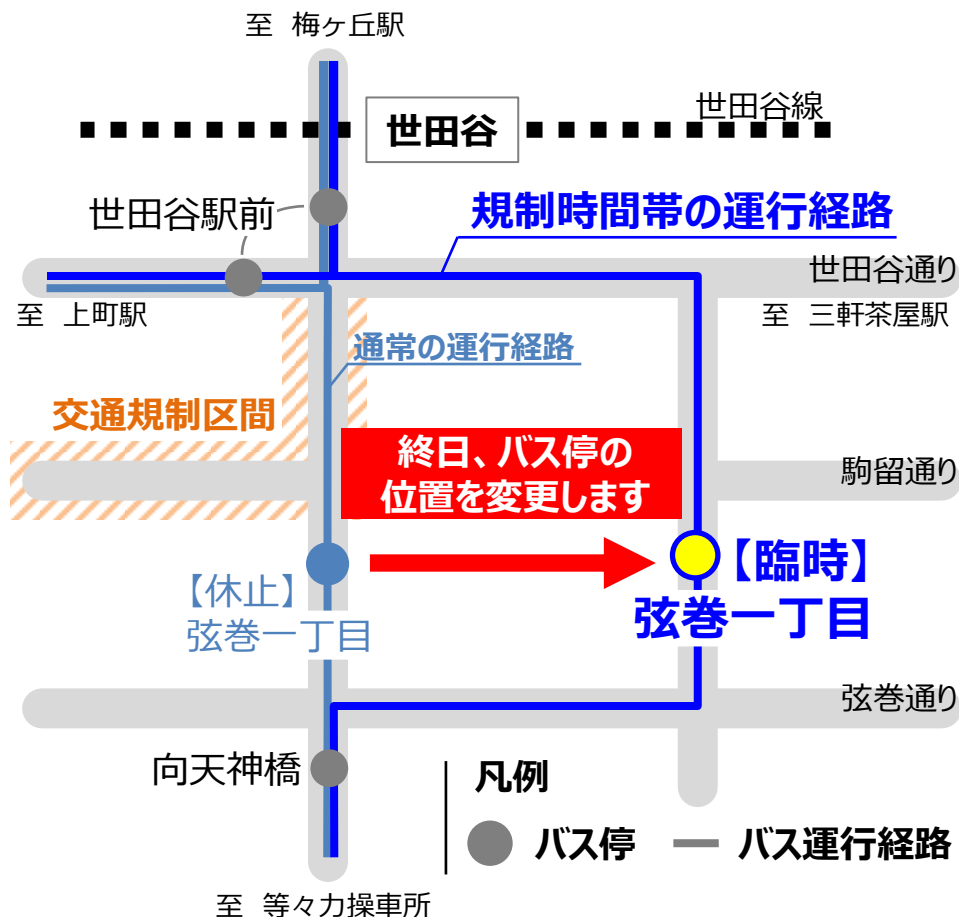 至 梅ヶ丘駅
世田谷線
世田谷
世田谷駅前
規制時間帯の運行経路
世田谷通り
至 上町駅
至 三軒茶屋駅
通常の運行経路
交通規制区間
終日、バス停の
位置を変更します
駒留通り
【休止】
弦巻一丁目
【臨時】
弦巻一丁目
弦巻通り
向天神橋
凡例
バス停
バス運行経路
至 等々力操車所